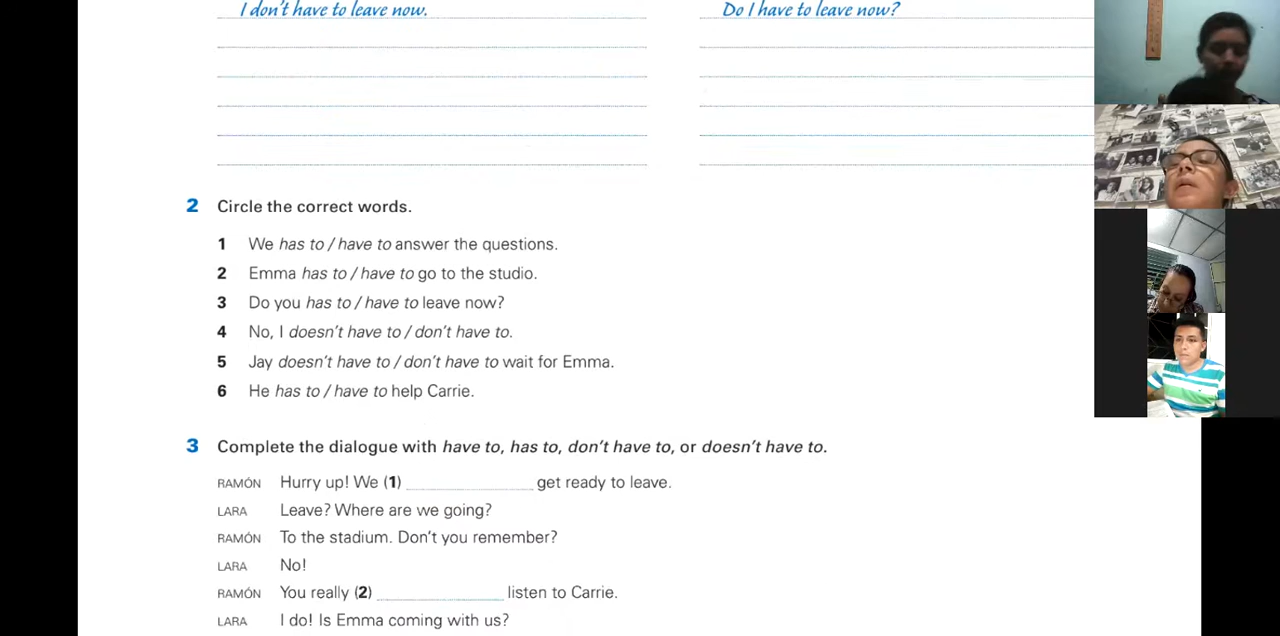 I don't have to leave now.
Do I have to leave now?
2 Circle the correct words.
1 We has to / have to answer the questions.
2 Emma has to / have to go to the studio.
3 Do you has to / have to leave now?
4 No, I doesn't have to / don't have to.
5 Jay doesn't have to / don't have to wait for Emma.
6 He has to / have to help Carrie.
3 Complete the dialogue with have to, has to, don't have to, or doesn't have to.
RAMÓN Hurry up! We (1) ______ get ready to leave.
LARA Leave? Where are we going?
RAMÓN To the stadium. Don't you remember?
LARA No!
RAMÓN You really (2) ______ listen to Carrie.
LARA I do! Is Emma coming with us?